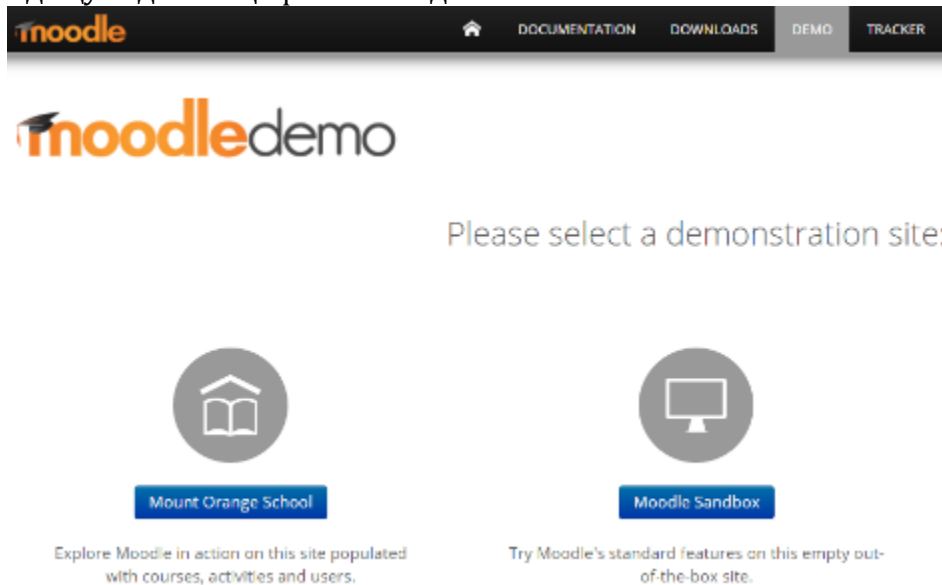 moodle
DOCUMENTATION DOWNLOADS DEMO TRACKER
moodledemo
Please select a demonstration site:
Mount Orange School
Moodle Sandbox
Explore Moodle in action on this site populated
with courses, activities and users.
Try Moodle's standard features on this empty out-
of-the-box site.